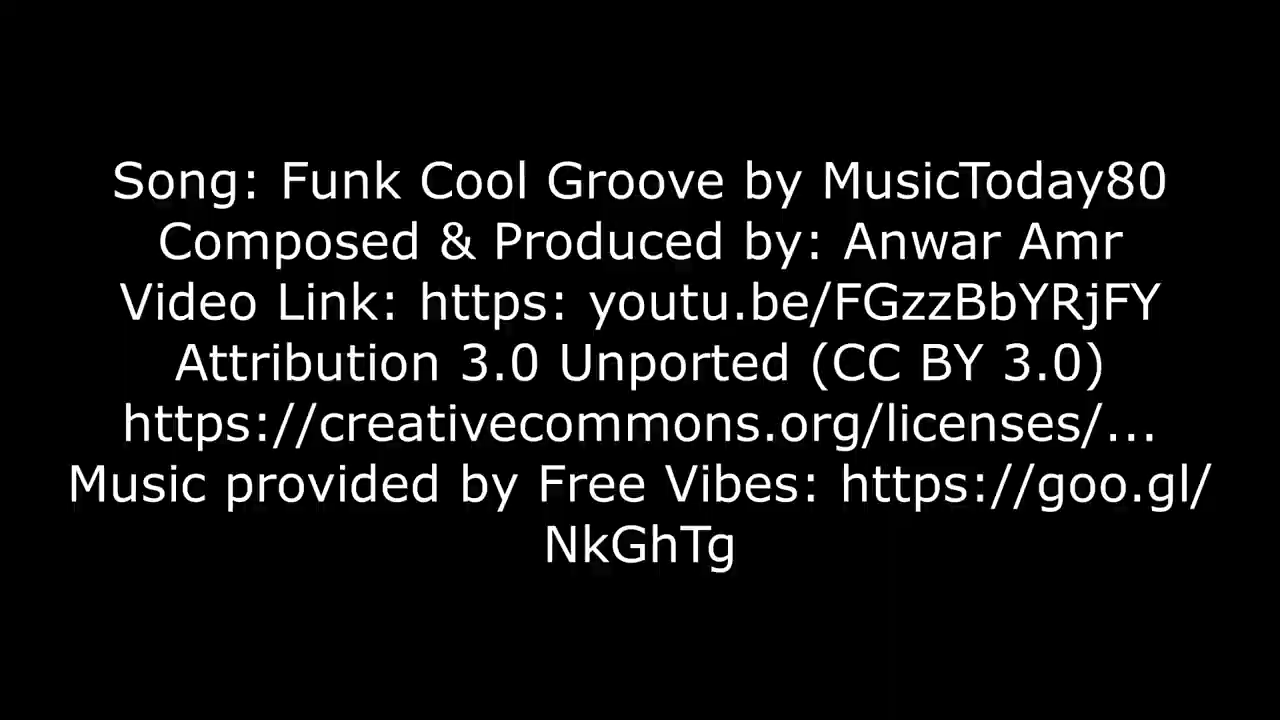 Song: Funk Cool Groove by MusicToday80
Composed & Produced by: Anwar Amr
Video Link: https: youtu.be/FGzzBbYRjFY
Attribution 3.0 Unported (CC BY 3.0)
https://creativecommons.org/licenses/...
Music provided by Free Vibes: https://goo.gl/
NkGhTg